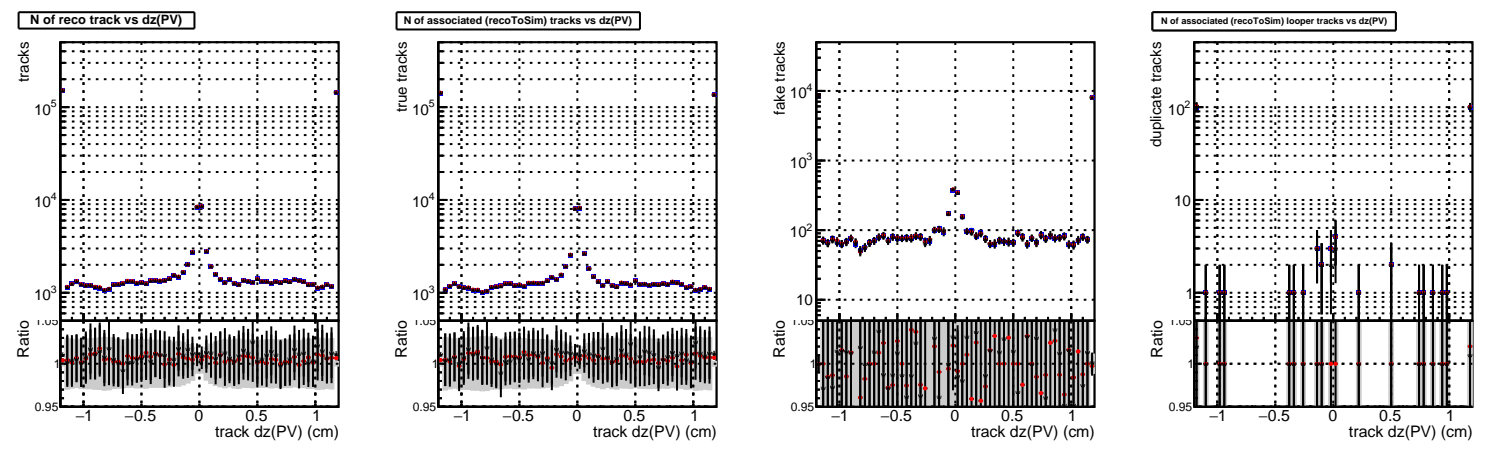 N of reco track vs dz(PV)
tracks
10^5
10^4
10^3
Ratio
1.05
1
0.95
−1 −0.5 0 0.5 1
track dz(PV) (cm)
N of associated (recoToSim) tracks vs dz(PV)
true tracks
10^5
10^4
10^3
Ratio
1.05
1
0.95
−1 −0.5 0 0.5 1
track dz(PV) (cm)
fake tracks
10^4
10^3
10^2
10
Ratio
1.05
1
0.95
−1 −0.5 0 0.5 1
track dz(PV) (cm)
N of associated (recoToSim) looper tracks vs dz(PV)
duplicate tracks
10^2
10
1
Ratio
1.05
1
0.95
−1 −0.5 0 0.5 1
track dz(PV) (cm)